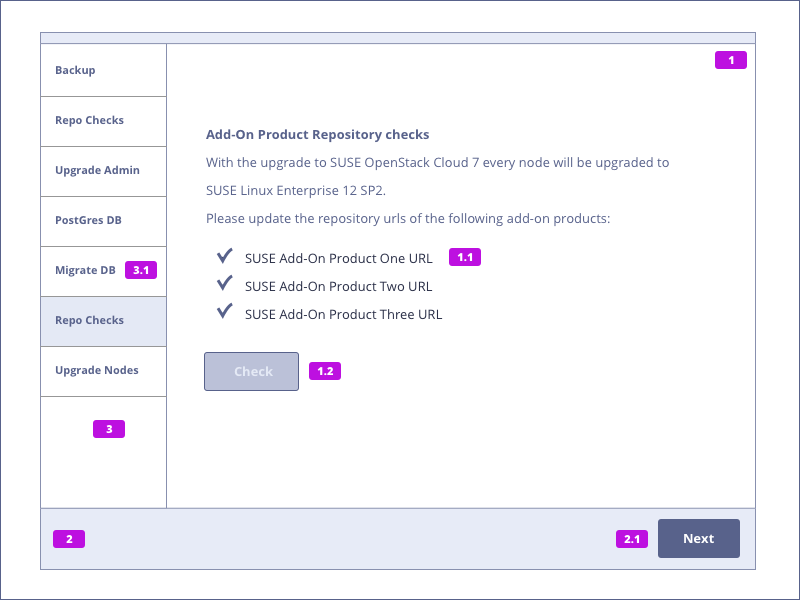 Backup
Repo Checks
Upgrade Admin
PostGres DB
Migrate DB 3.1
Repo Checks
Upgrade Nodes
3
1
Add-On Product Repository checks
With the upgrade to SUSE OpenStack Cloud 7 every node will be upgraded to
SUSE Linux Enterprise 12 SP2.
Please update the repository urls of the following add-on products:
SUSE Add-On Product One URL 1.1
SUSE Add-On Product Two URL
SUSE Add-On Product Three URL
Check 1.2
2
2.1 Next